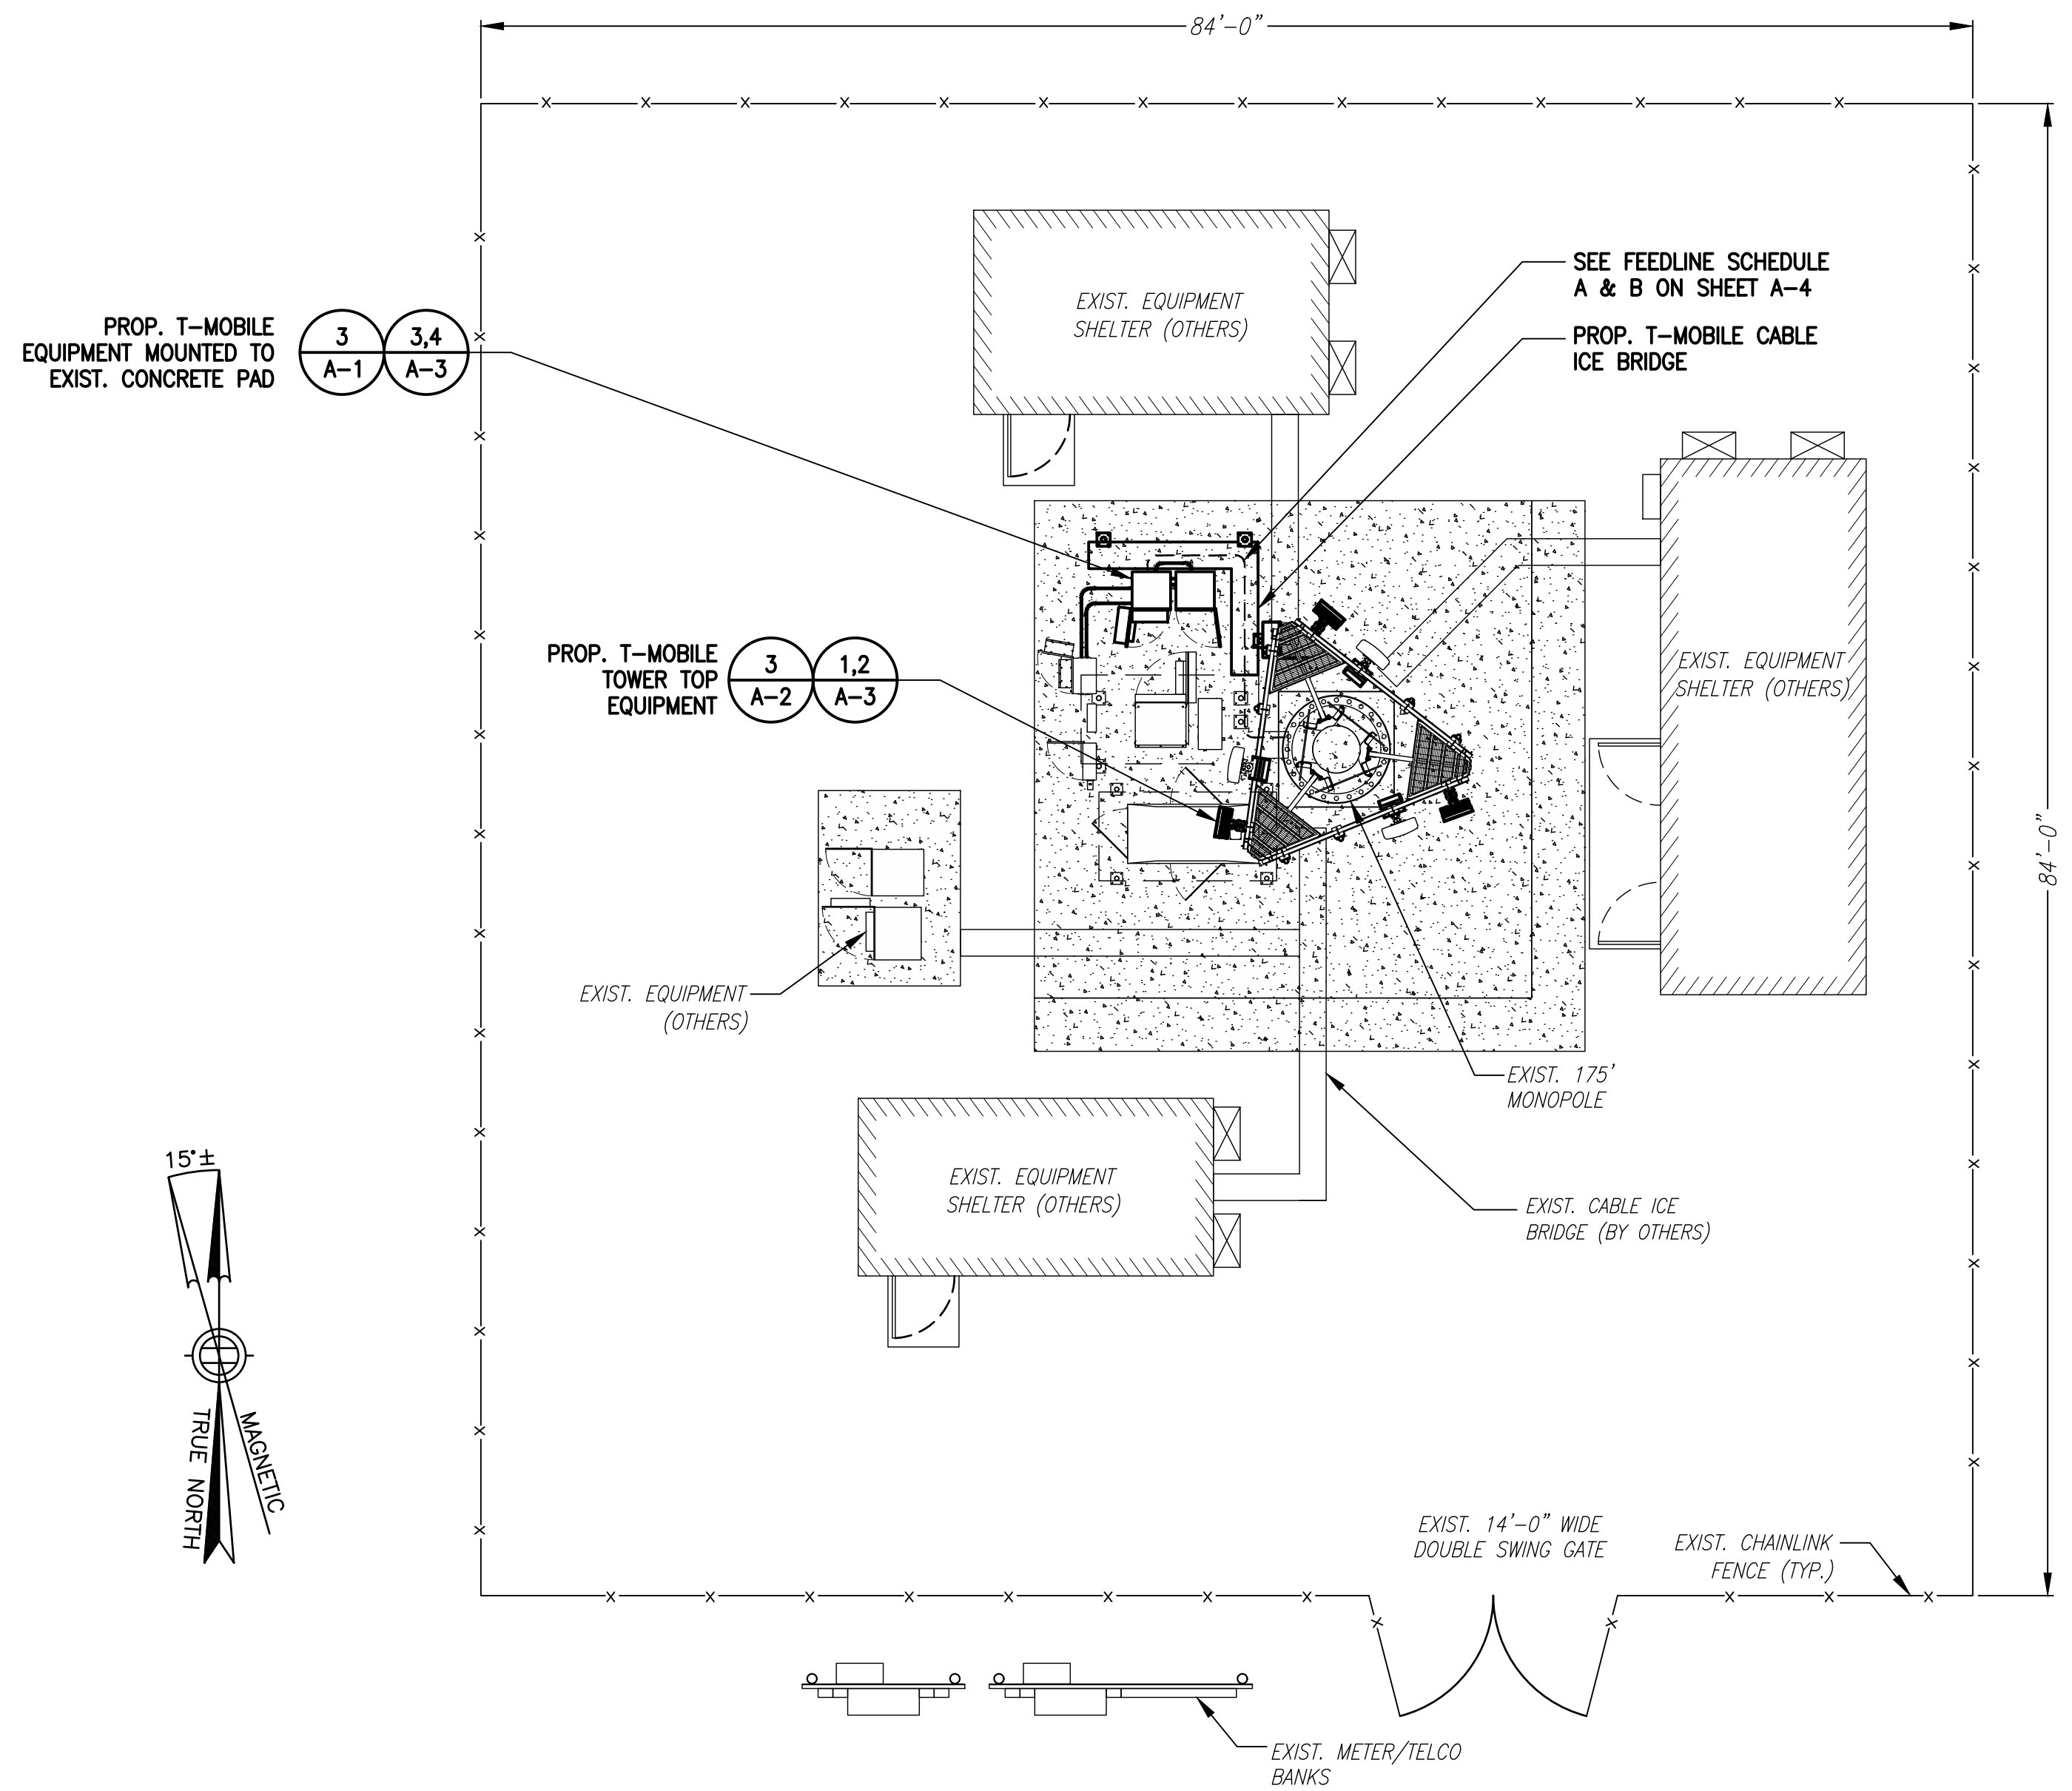 84'-0"
SEE FEEDLINE SCHEDULE
A & B ON SHEET A-4
PROP. T-MOBILE CABLE
ICE BRIDGE
EXIST. EQUIPMENT
SHELTER (OTHERS)
PROP. T-MOBILE
EQUIPMENT MOUNTED TO
EXIST. CONCRETE PAD
3
A-1
3,4
A-3
PROP. T-MOBILE
TOWER TOP
EQUIPMENT
3
A-2
1,2
A-3
EXIST. EQUIPMENT
SHELTER (OTHERS)
84'-0"
EXIST. EQUIPMENT
(OTHERS)
EXIST. 175'
MONOPOLE
EXIST. EQUIPMENT
SHELTER (OTHERS)
EXIST. CABLE ICE
BRIDGE (BY OTHERS)
15°±
MAGNETIC
TRUE NORTH
EXIST. 14'-0" WIDE
DOUBLE SWING GATE
EXIST. CHAINLINK
FENCE (TYP.)
EXIST. METER/TELCO
BANKS